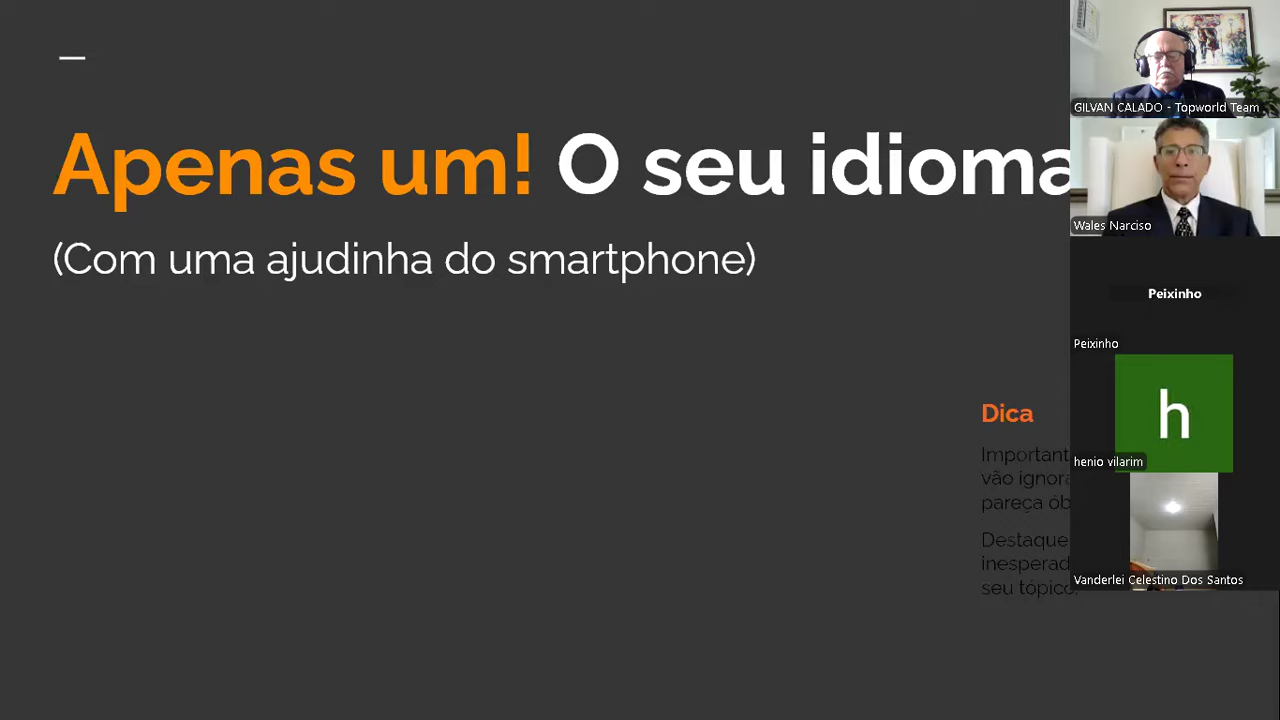 Apenas um! O seu idioma
(Com uma ajudinha do smartphone)
Dica
Important
vão ignora
pareça ób
Destaque
inesperad
seu tópico.
GILVAN CALADO - Topworld Team
Wales Narciso
Peixinho
Peixinho
h
henio vilarim
Vanderlei Celestino Dos Santos